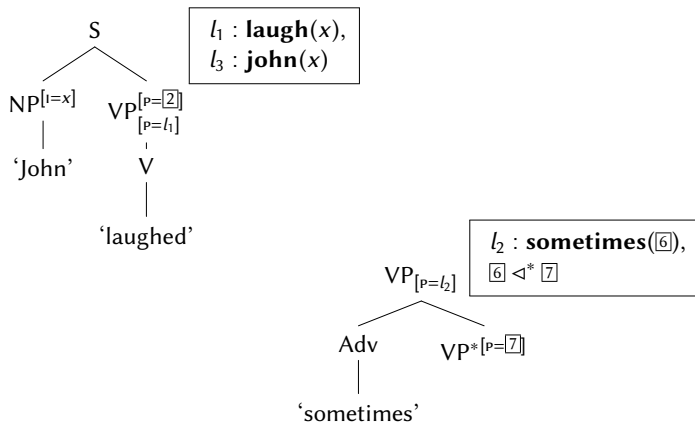 S
l₁ : laugh(x),
l₃ : john(x)
NP[I=x] VP[P=2]
[P=l₁]
'John' V
'laughed'
l₂ : sometimes(6),
6 ◁* 7
VP[P=l₂]
Adv VP*[P=7]
'sometimes'